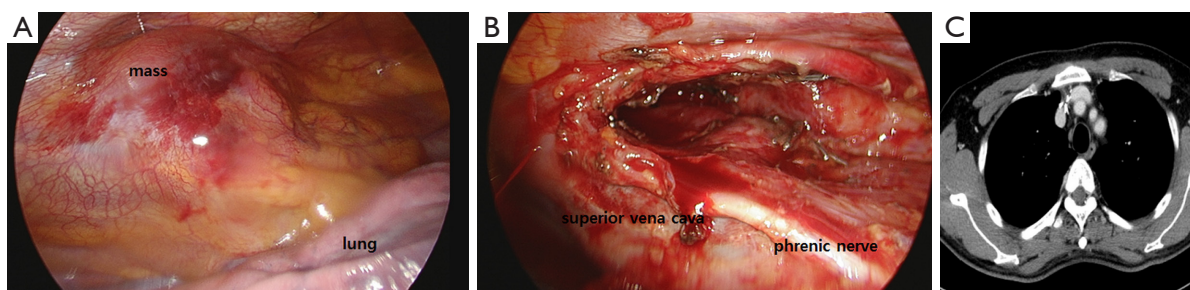 A
mass
lung
B
superior vena cava
phrenic nerve
C